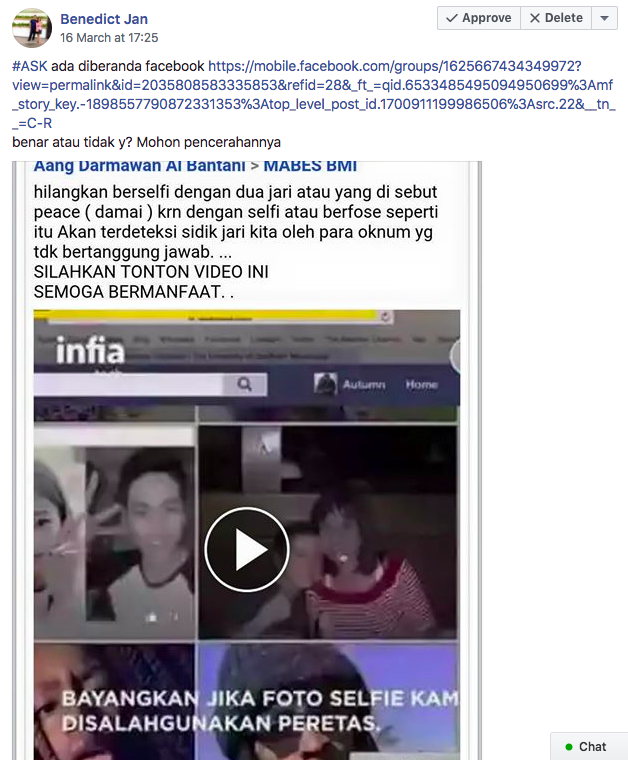 Benedict Jan
16 March at 17:25
Approve
Delete
#ASK ada diberanda facebook https://mobile.facebook.com/groups/1625667434349972?
view=permalink&id=2035808583335853&refid=28&_ft_=qid.6533485495094950699%3Amf
_story_key.-1898557790872331353%3Atop_level_post_id.1700911199986506%3Asrc.22&__tn_
_=C-R
benar atau tidak y? Mohon pencerahannya
Aang Darmawan Al Bantani > MABES BMI
hilangkan berselfi dengan dua jari atau yang di sebut
peace ( damai ) krn dengan selfi atau berfose seperti
itu Akan terdeteksi sidik jari kita oleh para oknum yg
tdk bertanggung jawab. ...
SILAHKAN TONTON VIDEO INI
SEMOGA BERMANFAAT. .
infia
Autumn Home
BAYANGKAN JIKA FOTO SELFIE KAM
DISALAHGUNAKAN PERETAS.
Chat